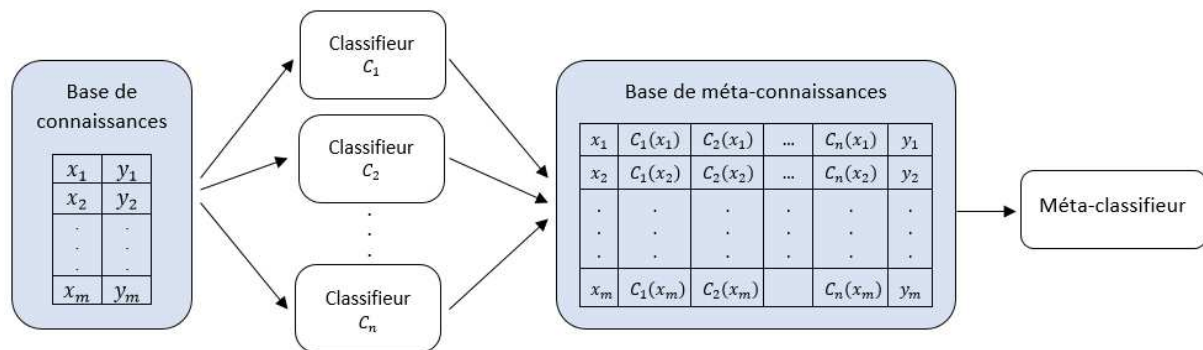 Base de
connaissances
x₁ y₁
x₂ y₂
. .
. .
. .
xₘ yₘ
Classifieur
C₁
Classifieur
C₂
.
.
.
Classifieur
Cₙ
Base de méta-connaissances
x₁ C₁(x₁) C₂(x₁) ... Cₙ(x₁) y₁
x₂ C₁(x₂) C₂(x₂) ... Cₙ(x₂) y₂
. . . . . .
. . . . . .
. . . . . .
xₘ C₁(xₘ) C₂(xₘ) Cₙ(xₘ) yₘ
Méta-classifieur